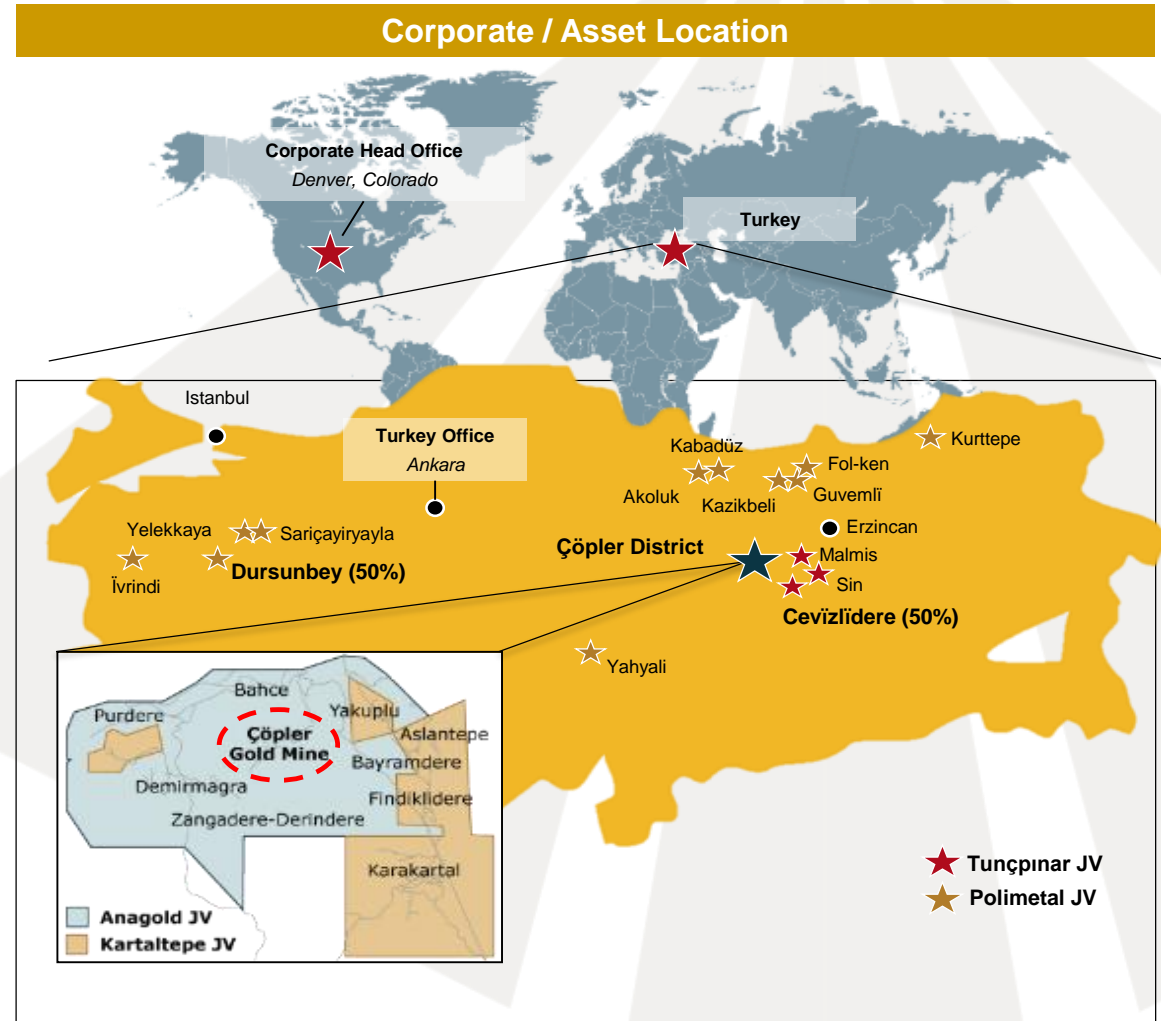 Corporate / Asset Location
Corporate Head Office
Denver, Colorado
Turkey
Istanbul
Turkey Office
Ankara
Kabadüz
Akoluk
Kazikbeli
Fol-ken
Guvemlï
Kurttepe
Erzincan
Yelekkaya
Sariçayiryayla
Ïvrindi
Dursunbey (50%)
Çöpler District
Malmis
Sin
Cevïzlïdere (50%)
Yahyali
Bahce
Purdere
Yakuplu
Çöpler
Gold Mine
Aslantepe
Bayramdere
Demirmagra
Findiklidere
Zangadere-Derindere
Karakartal
Anagold JV
Kartaltepe JV
Tunçpınar JV
Polimetal JV